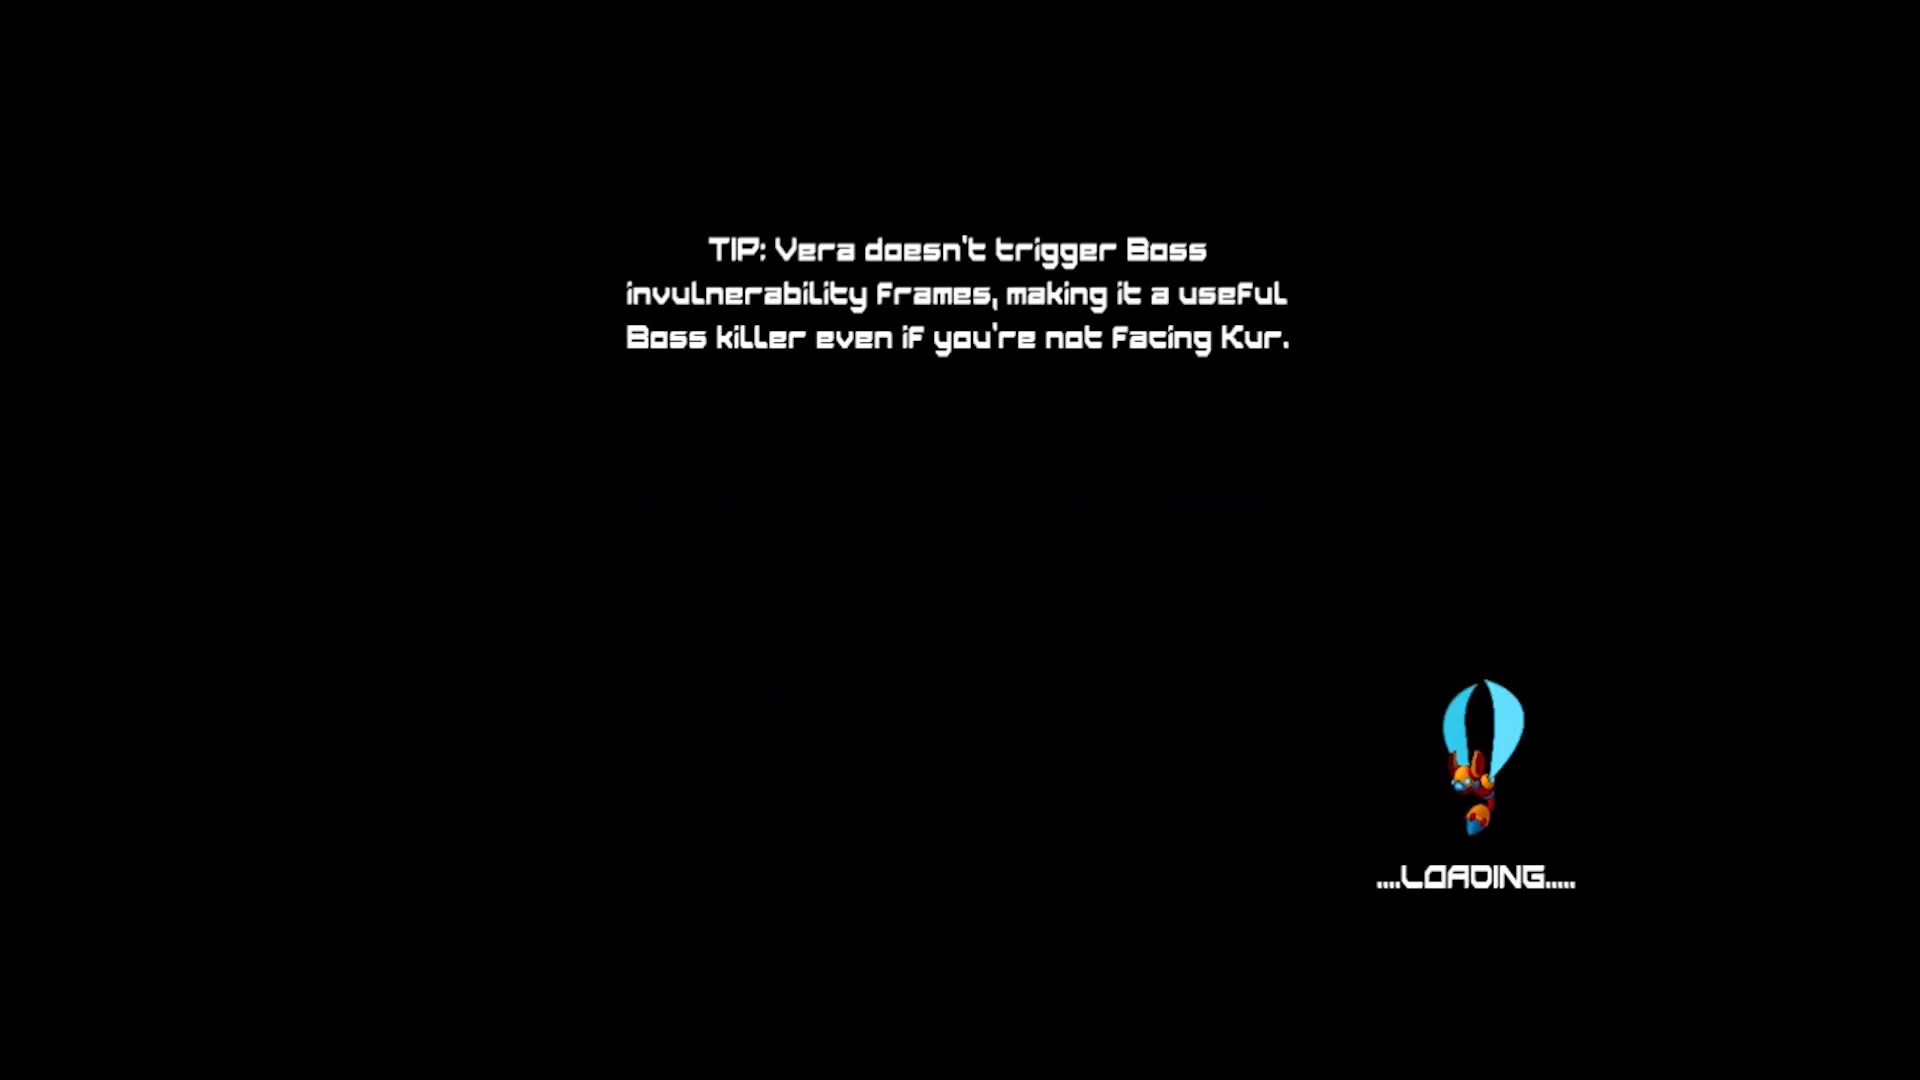 TIP: Vera doesn't trigger Boss
invulnerability frames, making it a useful
Boss killer even if you're not facing Kur.
....LOADING.....